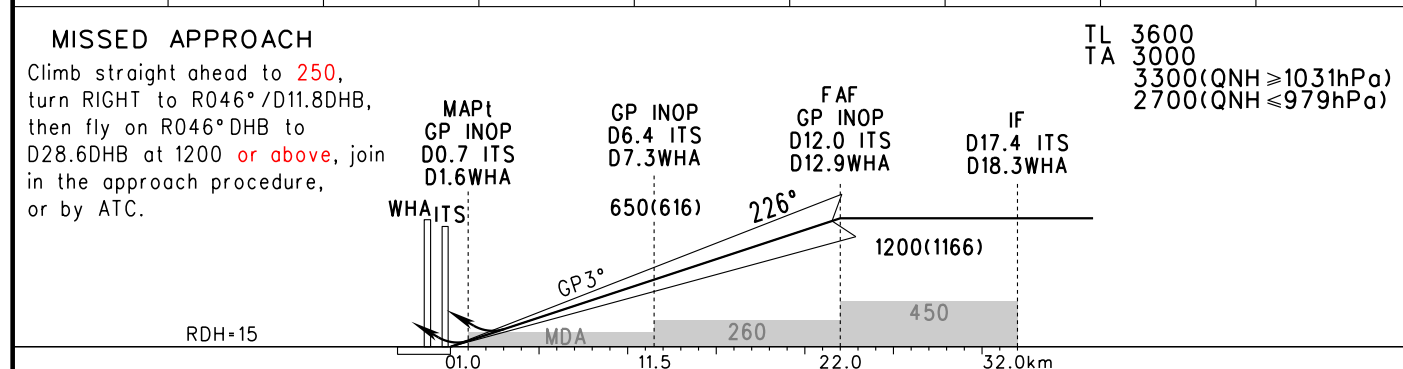 MISSED APPROACH
Climb straight ahead to 250,
turn RIGHT to R046°/D11.8DHB,
then fly on R046°DHB to
D28.6DHB at 1200 or above, join
in the approach procedure,
or by ATC.
TL 3600
TA 3000
3300(QNH≥1031hPa)
2700(QNH≤979hPa)
MAPt
GP INOP
D0.7 ITS
D1.6WHA
GP INOP
D6.4 ITS
D7.3WHA
FAF
GP INOP
D12.0 ITS
D12.9WHA
IF
D17.4 ITS
D18.3WHA
WHA
ITS
650(616)
226°
1200(1166)
GP3°
RDH=15
MDA
260
450
01.0
11.5
22.0
32.0km